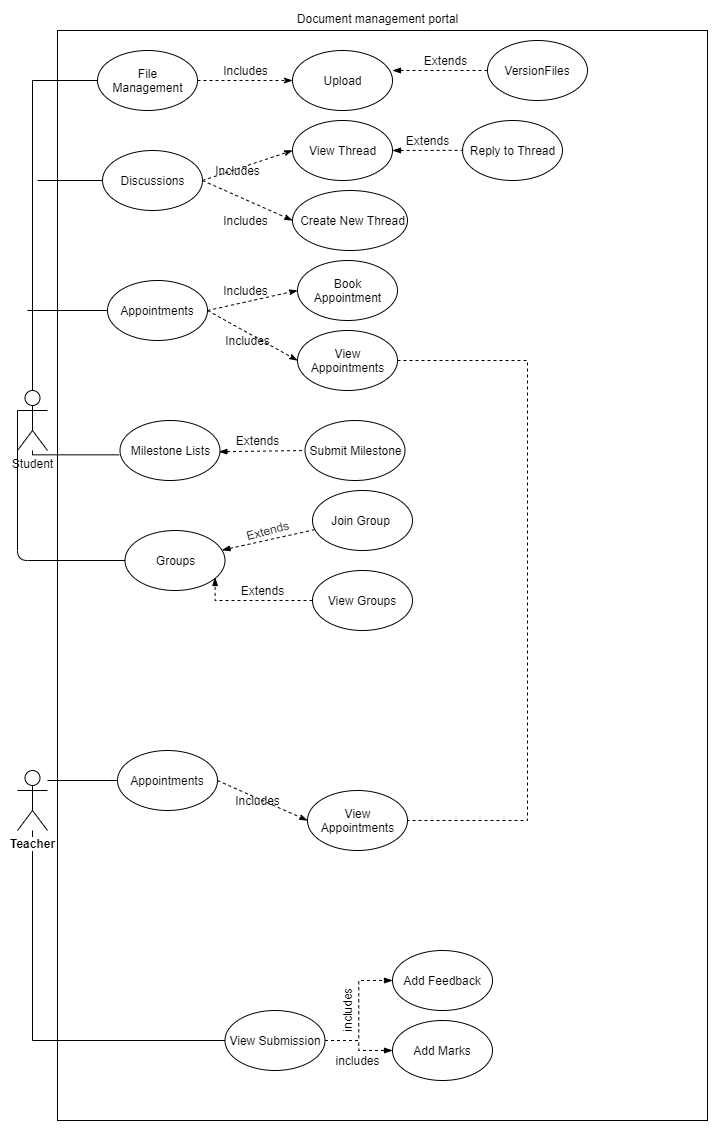 Document management portal
File
Management
Includes
Upload
Extends
VersionFiles
Discussions
Includes
View Thread
Extends
Reply to Thread
Includes
Create New Thread
Appointments
Includes
Book
Appointment
Includes
View
Appointments
Student
Milestone Lists
Extends
Submit Milestone
Groups
Extends
Join Group
Extends
View Groups
Teacher
Appointments
Includes
View
Appointments
View Submission
includes
Add Feedback
includes
Add Marks